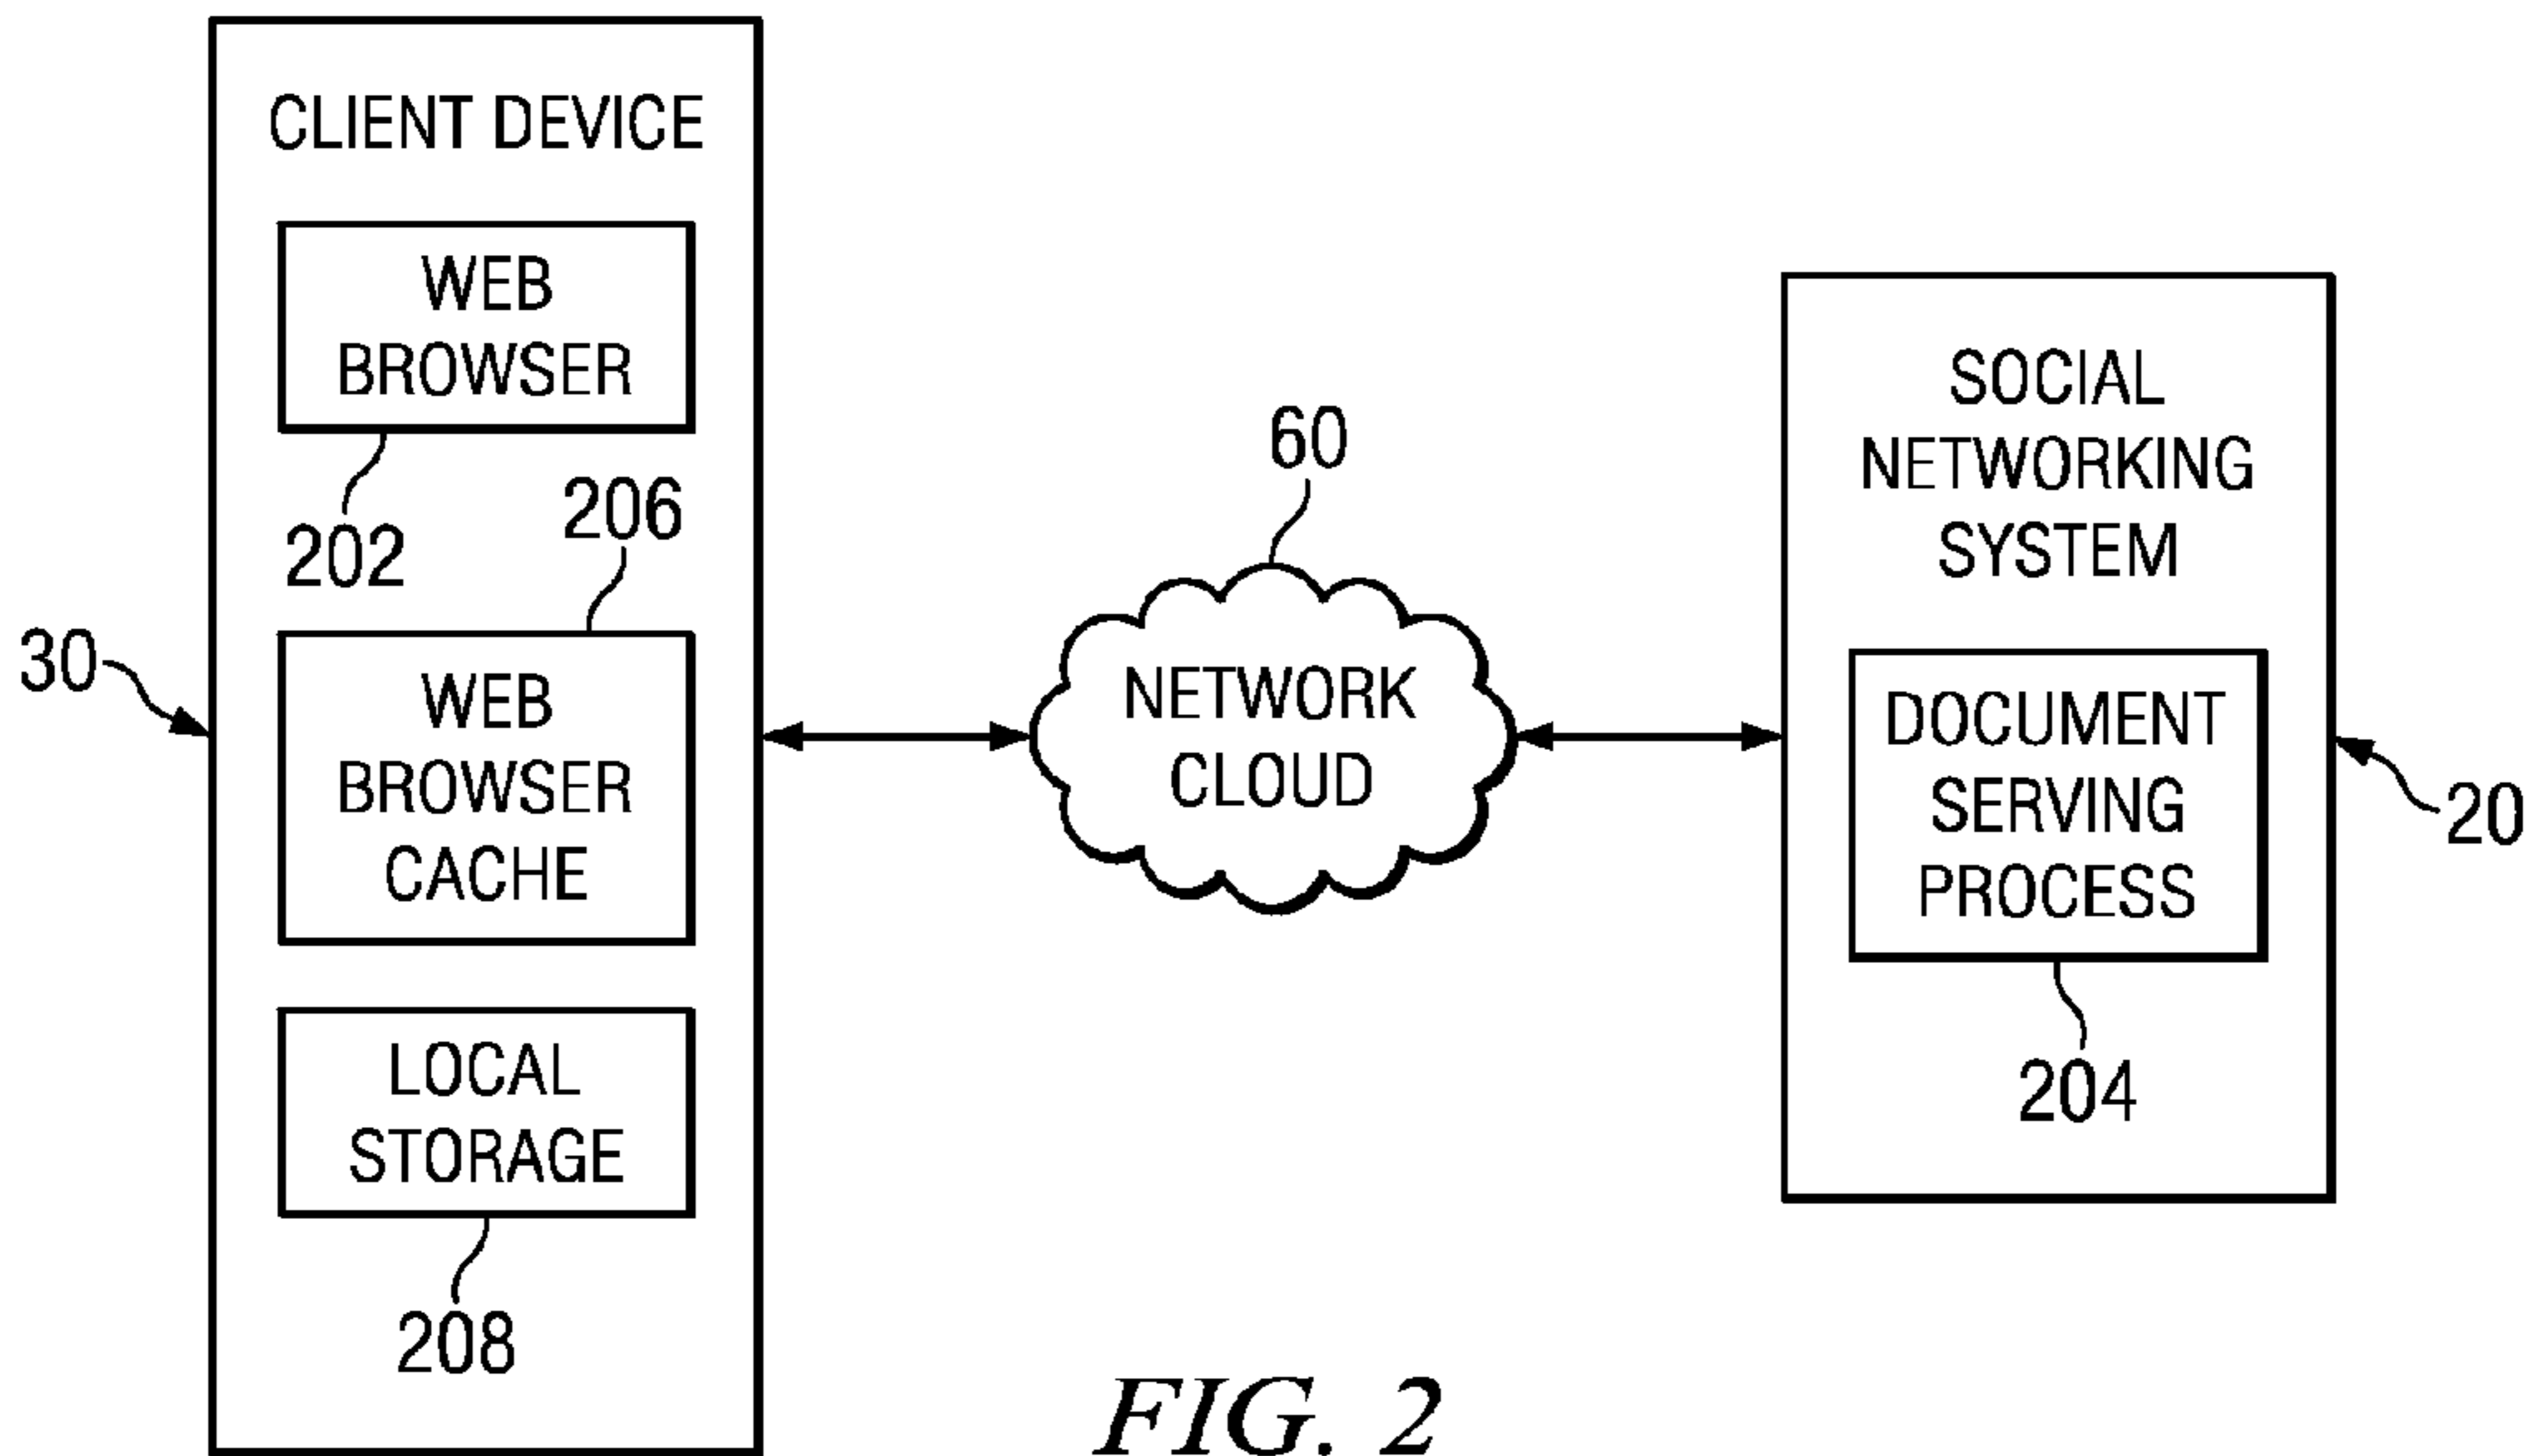 CLIENT DEVICE
WEB
BROWSER
202
206
30
WEB
BROWSER
CACHE
LOCAL
STORAGE
208
60
NETWORK
CLOUD
SOCIAL
NETWORKING
SYSTEM
DOCUMENT
SERVING
PROCESS
204
20
FIG. 2